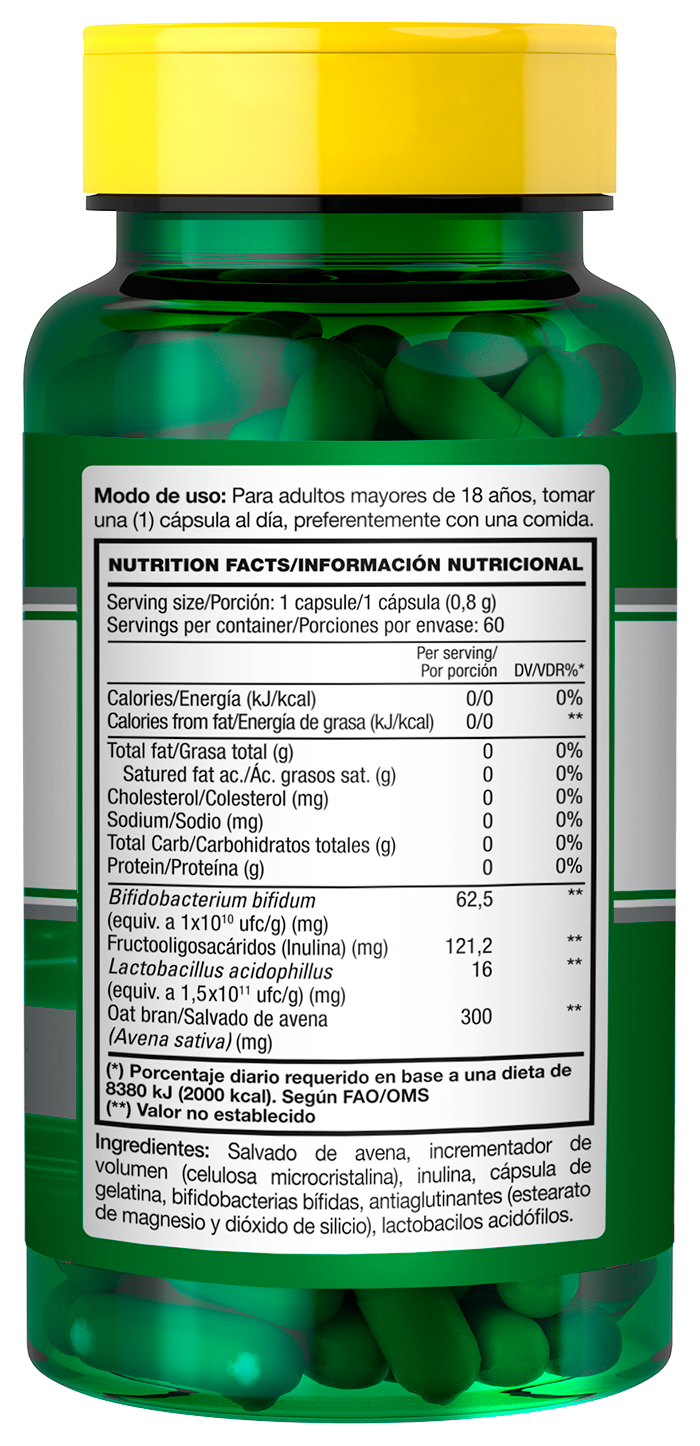 Modo de uso: Para adultos mayores de 18 años, tomar
una (1) cápsula al día, preferentemente con una comida.
NUTRITION FACTS/INFORMACIÓN NUTRICIONAL
Serving size/Porción: 1 capsule/1 cápsula (0,8 g)
Servings per container/Porciones por envase: 60
Per serving/
Por porción DV/VDR%*
Calories/Energía (kJ/kcal) 0/0 0%
Calories from fat/Energía de grasa (kJ/kcal) 0/0 **
Total fat/Grasa total (g) 0 0%
Satured fat ac./Ác. grasos sat. (g) 0 0%
Cholesterol/Colesterol (mg) 0 0%
Sodium/Sodio (mg) 0 0%
Total Carb/Carbohidratos totales (g) 0 0%
Protein/Proteína (g) 0 0%
Bifidobacterium bifidum 62,5 **
(equiv. a 1x10¹⁰ ufc/g) (mg)
Fructooligosacáridos (Inulina) (mg) 121,2 **
Lactobacillus acidophillus 16 **
(equiv. a 1,5x10¹¹ ufc/g) (mg)
Oat bran/Salvado de avena 300 **
(Avena sativa) (mg)
(*) Porcentaje diario requerido en base a una dieta de
8380 kJ (2000 kcal). Según FAO/OMS
(**) Valor no establecido
Ingredientes: Salvado de avena, incrementador de
volumen (celulosa microcristalina), inulina, cápsula de
gelatina, bifidobacterias bífidas, antiaglutinantes (estearato
de magnesio y dióxido de silicio), lactobacilos acidófilos.